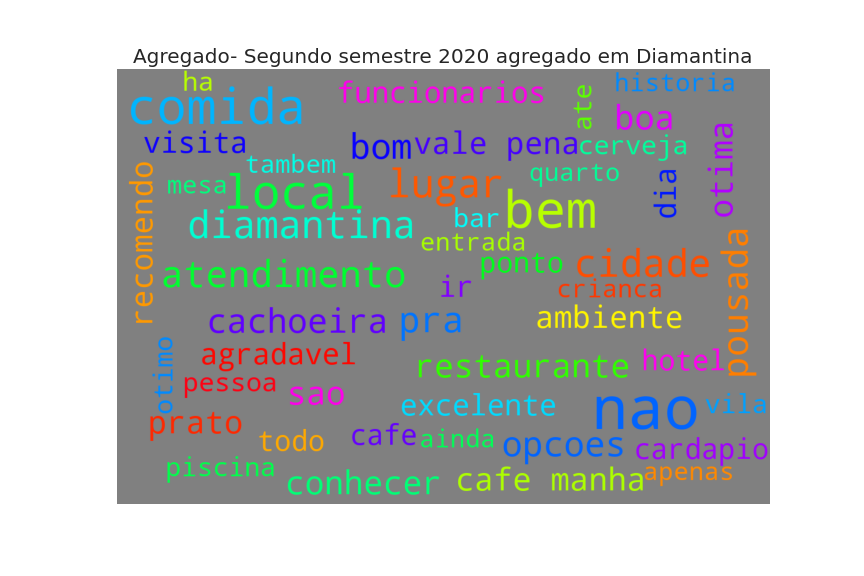 Agregado- Segundo semestre 2020 agregado em Diamantina
ha
comida
funcionarios
ate
historia
boa
visita
bom
vale pena
cerveja
otima
tambem
recomendo
mesa
local
lugar
quarto
dia
bem
diamantina
bar
entrada
atendimento
ponto
cidade
pousada
ir
crianca
cachoeira
pra
ambiente
otimo
agradavel
restaurante
hotel
pessoa
sao
excelente
nao
vila
prato
todo
cafe
ainda
opcoes
cardapio
piscina
conhecer
cafe manha
apenas